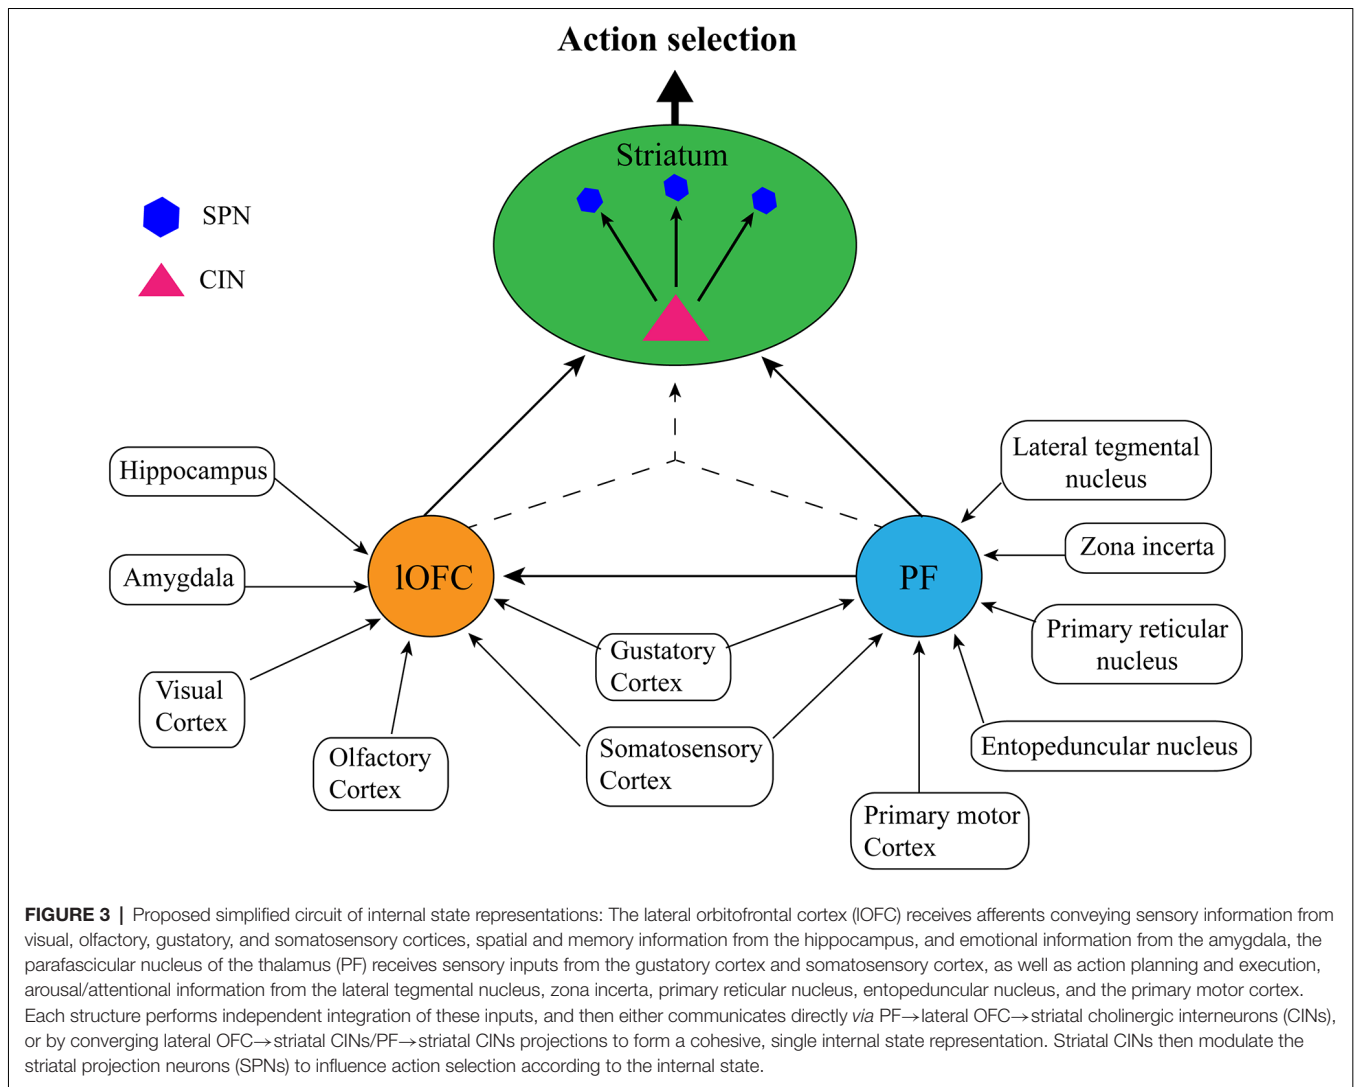 Action selection
Striatum
SPN
CIN
Hippocampus
Lateral tegmental
nucleus
Amygdala
lOFC
PF
Zona incerta
Visual
Cortex
Gustatory
Cortex
Primary reticular
nucleus
Olfactory
Cortex
Somatosensory
Cortex
Entopeduncular nucleus
Primary motor
Cortex
FIGURE 3 | Proposed simplified circuit of internal state representations: The lateral orbitofrontal cortex (lOFC) receives afferents conveying sensory information from
visual, olfactory, gustatory, and somatosensory cortices, spatial and memory information from the hippocampus, and emotional information from the amygdala, the
parafascicular nucleus of the thalamus (PF) receives sensory inputs from the gustatory cortex and somatosensory cortex, as well as action planning and execution,
arousal/attentional information from the lateral tegmental nucleus, zona incerta, primary reticular nucleus, entopeduncular nucleus, and the primary motor cortex.
Each structure performs independent integration of these inputs, and then either communicates directly via PF→lateral OFC→striatal cholinergic interneurons (CINs),
or by converging lateral OFC→striatal CINs/PF→striatal CINs projections to form a cohesive, single internal state representation. Striatal CINs then modulate the
striatal projection neurons (SPNs) to influence action selection according to the internal state.